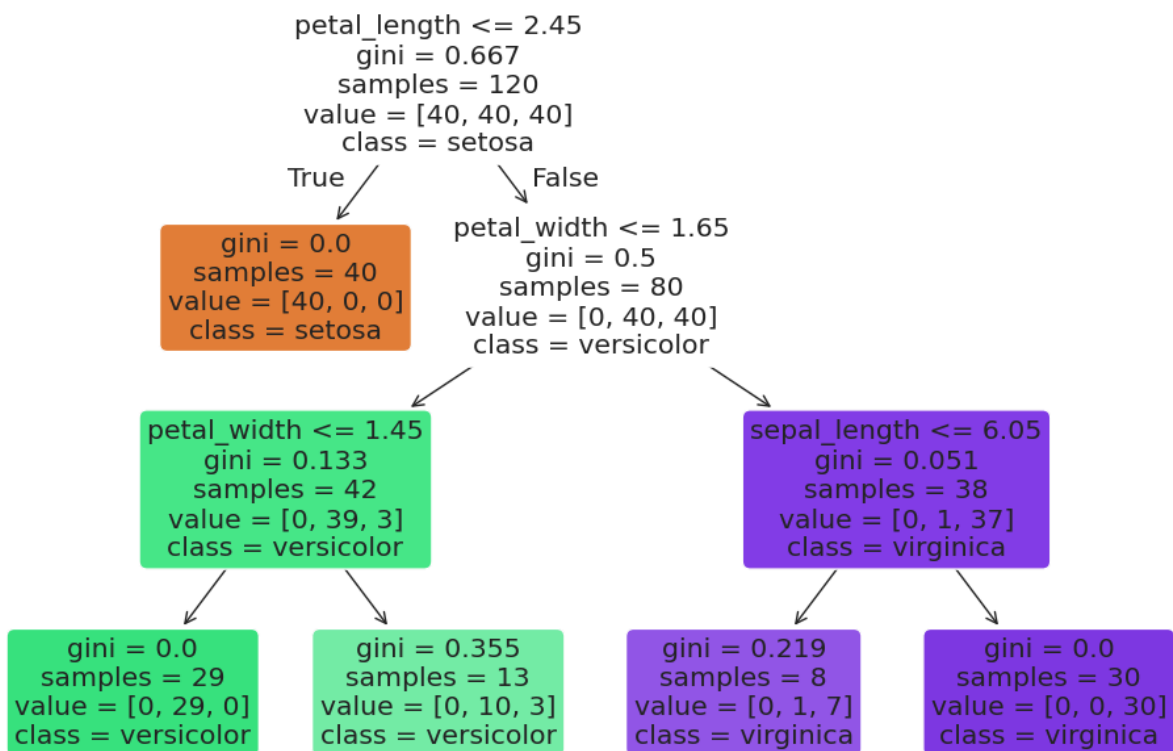 petal_length <= 2.45
gini = 0.667
samples = 120
value = [40, 40, 40]
class = setosa
True
False
gini = 0.0
samples = 40
value = [40, 0, 0]
class = setosa
petal_width <= 1.65
gini = 0.5
samples = 80
value = [0, 40, 40]
class = versicolor
petal_width <= 1.45
gini = 0.133
samples = 42
value = [0, 39, 3]
class = versicolor
sepal_length <= 6.05
gini = 0.051
samples = 38
value = [0, 1, 37]
class = virginica
gini = 0.0
samples = 29
value = [0, 29, 0]
class = versicolor
gini = 0.355
samples = 13
value = [0, 10, 3]
class = versicolor
gini = 0.219
samples = 8
value = [0, 1, 7]
class = virginica
gini = 0.0
samples = 30
value = [0, 0, 30]
class = virginica